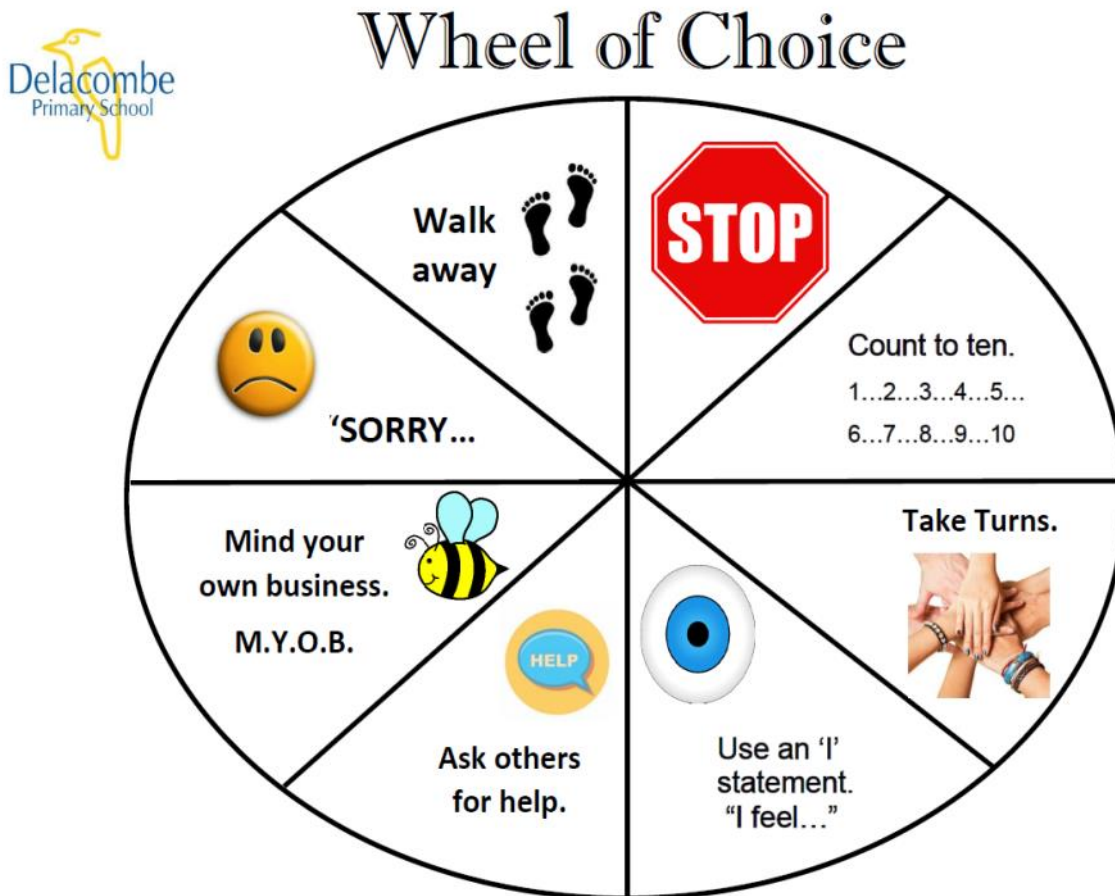 Delacombe
Primary School
Wheel of Choice
Walk
away
STOP
Count to ten.
1...2...3...4...5...
6...7...8...9...10
Take Turns.
Use an ‘I’
statement.
“I feel...”
HELP
Ask others
for help.
Mind your
own business.
M.Y.O.B.
‘SORRY...